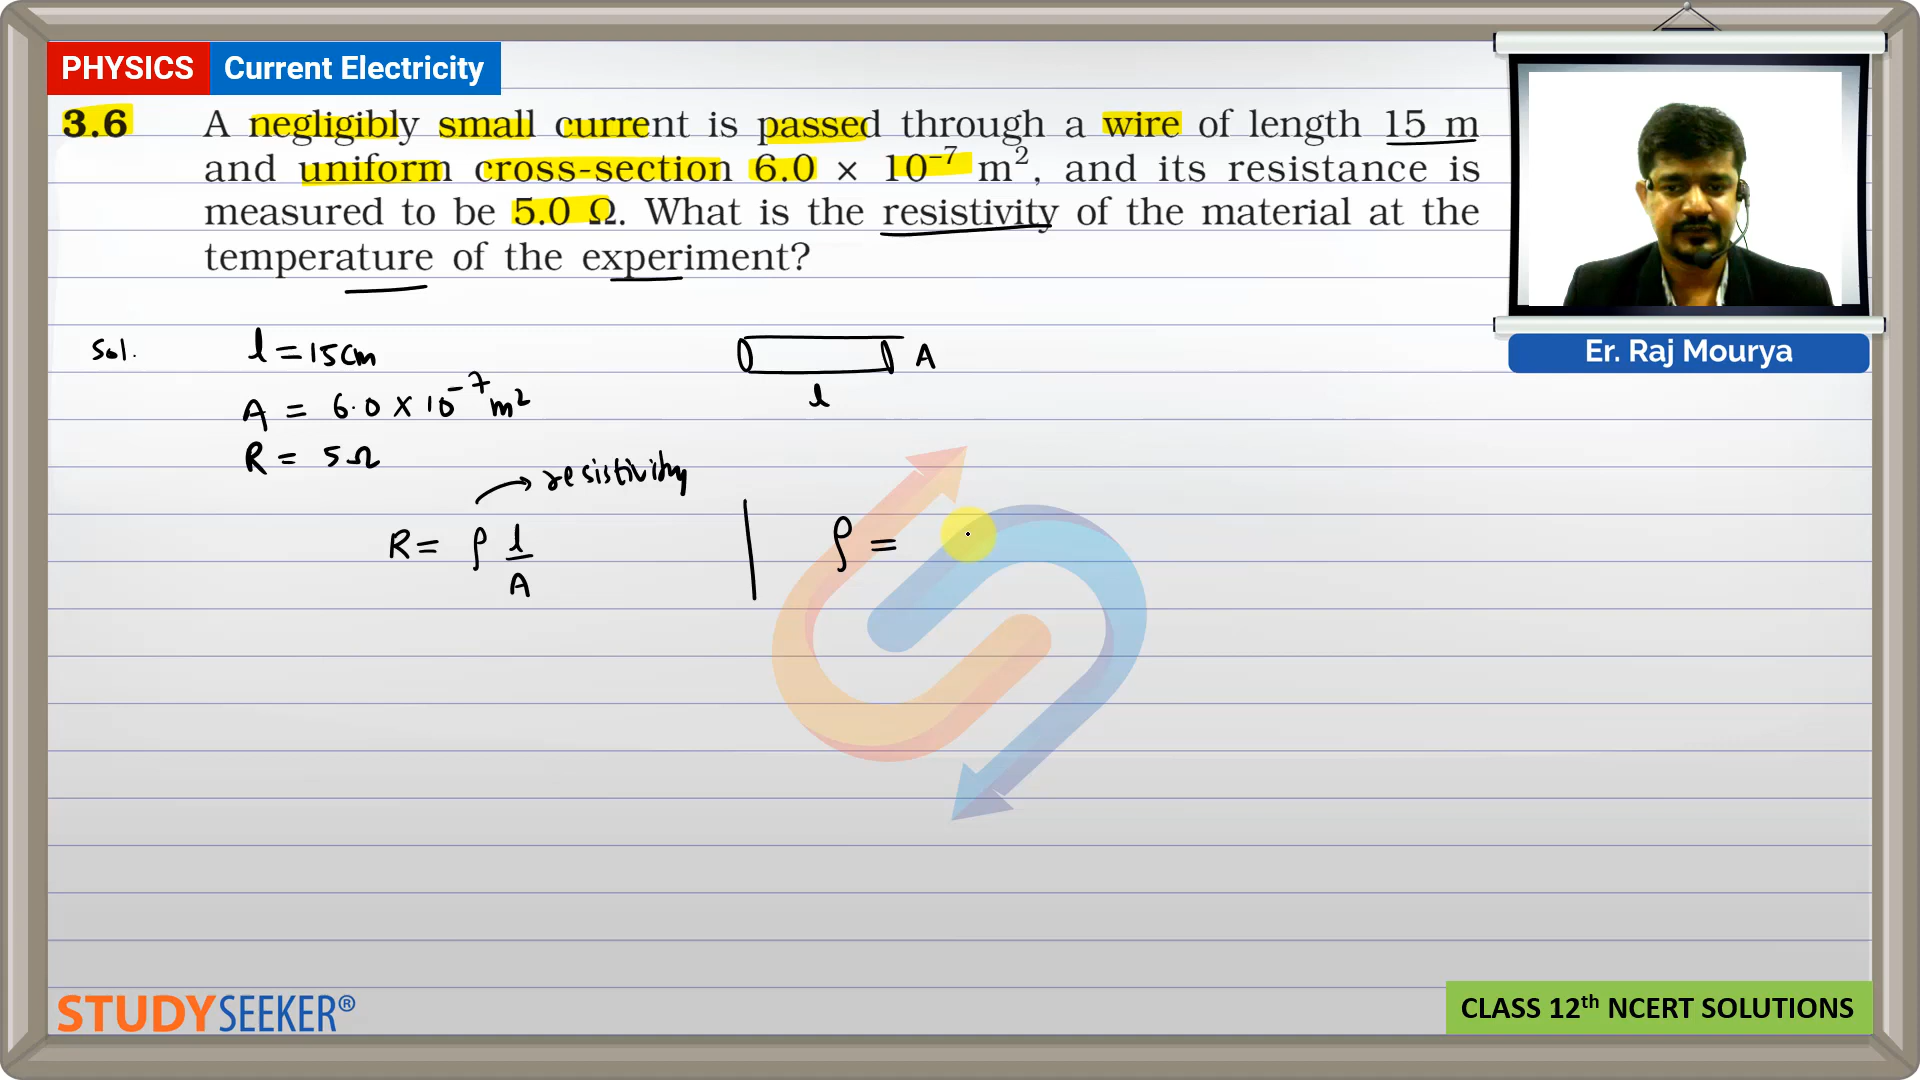 PHYSICS Current Electricity
3.6 A negligibly small current is passed through a wire of length 15 m
and uniform cross-section 6.0 × 10⁻⁷ m², and its resistance is
measured to be 5.0 Ω. What is the resistivity of the material at the
temperature of the experiment?
Er. Raj Mourya
Sol. l = 15cm
A
l
A = 6.0 × 10⁻⁷ m²
R = 5Ω
resistivity
R = ρ l/A
ρ =
STUDYSEEKER®
CLASS 12th NCERT SOLUTIONS